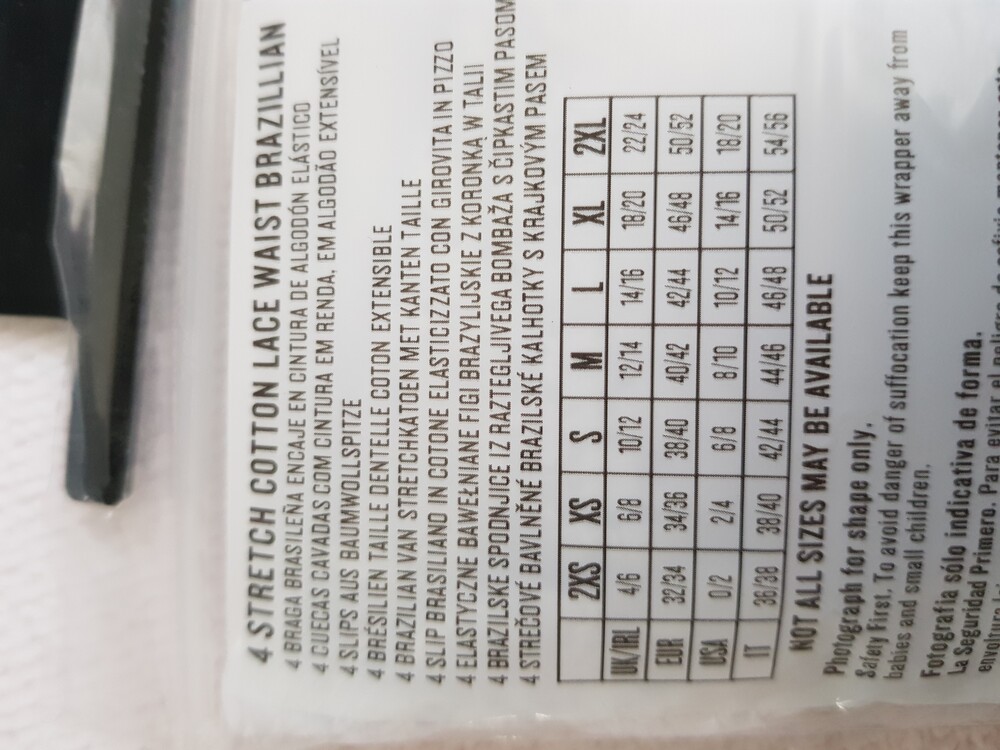 4 STRETCH COTTON LACE WAIST BRAZILLIAN
4 BRAGA BRASILEÑA ENCAJE EN CINTURA DE ALGODÓN ELÁSTICO
4 CUECAS CAVADAS COM CINTURA EM RENDA, EM ALGODÃO EXTENSÍVEL
4 SLIPS AUS BAUMWOLLSPITZE
4 BRÉSILIEN TAILLE DENTELLE COTON EXTENSIBLE
4 BRAZILIAN VAN STRETCHKATOEN MET KANTEN TAILLE
4 SLIP BRASILIANO IN COTONE ELASTICIZZATO CON GIROVITA IN PIZZO
4 ELASTYCZNE BAWEŁNIANE FIGI BRAZYLIJSKIE Z KORONKĄ W TALII
4 BRAZILSKE SPODNJICE IZ RAZTEGLJIVEGA BOMBAŽA S ČIPKASTIM PASOM
4 STREČOVÉ BAVLNĚNÉ BRAZILSKÉ KALHOTKY S KRAJKOVÝM PASEM
2XS XS S M L XL 2XL
UK/IRL 4/6 6/8 10/12 12/14 14/16 18/20 22/24
EUR 32/34 34/36 38/40 40/42 42/44 46/48 50/52
USA 0/2 2/4 6/8 8/10 10/12 14/16 18/20
IT 36/38 38/40 42/44 44/46 46/48 50/52 54/56
NOT ALL SIZES MAY BE AVAILABLE
Photograph for shape only.
Safety First. To avoid danger of suffocation keep this wrapper away from
babies and small children.
Fotografía sólo indicativa de forma.
La Seguridad Primero. Para evitar el peligro de